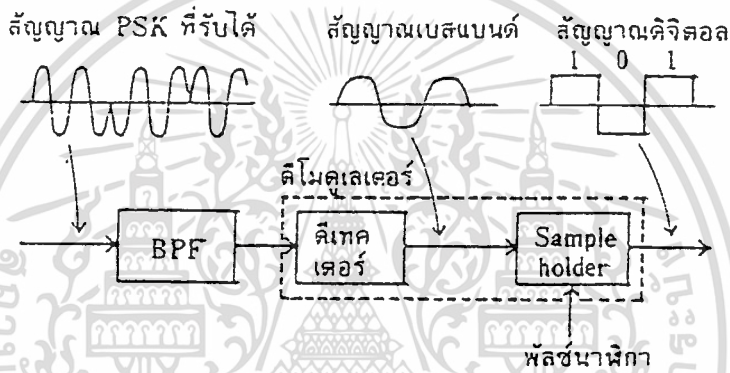 สัญญาณ PSK ที่รับได้
สัญญาณเบสแบนด์
สัญญาณดิจิตอล
1 0 1
ดีโมดูเลเตอร์
BPF
ดีเทค
เตอร์
Sample
holder
พัลซ์นาฬิกา